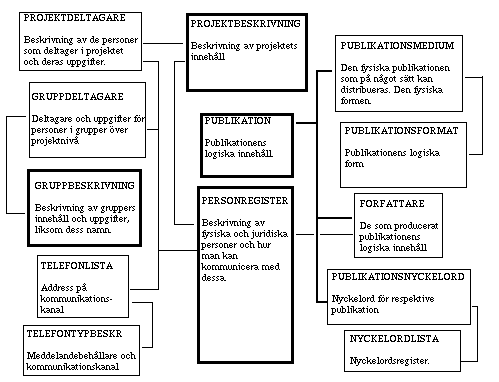 PROJEKTDELTAGARE
Beskrivning av de personer
som deltager i projektet
och deras uppgifter.
GRUPPDELTAGARE
Deltagare och uppgifter för
personer i grupper över
projektnivå
GRUPPBESKRIVNING
Beskrivning av gruppers
innehåll och uppgifter,
liksom dess namn.
TELEFONLISTA
Address på
kommunikations-
kanal
TELEFONTYPBESKR
Meddelandebehållare och
kommunikationskanal
PROJEKTBESKRIVNING
Beskrivning av projektets
innehåll
PUBLIKATION
Publikationens
logiska innehåll.
PERSONREGISTER
Beskrivning av
fysiska och juridiska
personer och hur
man kan
kommunicera med
dessa.
PUBLIKATIONSMEDIUM
Den fysiska publikationen
som på något sätt kan
distribueras. Den fysiska
formen.
PUBLIKATIONSFORMAT
Publikationens logiska
form
FORFATTARE
De som producerat
publikationens
logiska innehåll
PUBLIKATIONSNYCKELORD
Nyckelord för respektive
publikation
NYCKELORDLISTA
Nyckelordsregister.